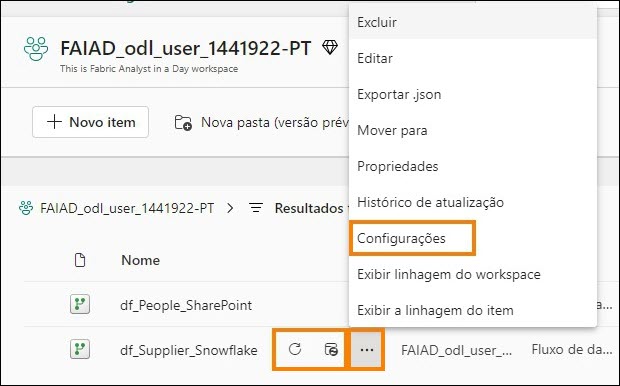 FAIAD_odl_user_1441922-PT
This is Fabric Analyst in a Day workspace
+ Novo item
Nova pasta (versão prév
FAIAD_odl_user_1441922-PT > Resultados
Nome
df_People_SharePoint
df_Supplier_Snowflake ... FAIAD_odl_user_... Fluxo de da...
Excluir
Editar
Exportar .json
Mover para
Propriedades
Histórico de atualização
Configurações
Exibir linhagem do workspace
Exibir a linhagem do item